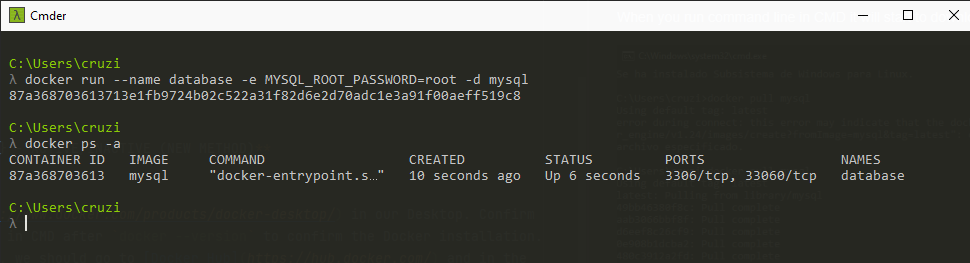 λ Cmder
C:\Users\cruzi
λ docker run --name database -e MYSQL_ROOT_PASSWORD=root -d mysql
87a368703613713e1fb9724b02c522a31f82d6e2d70adc1e3a91f00aeff519c8
C:\Users\cruzi
λ docker ps -a
CONTAINER ID   IMAGE     COMMAND                  CREATED          STATUS         PORTS                 NAMES
87a368703613   mysql     "docker-entrypoint.s…"   10 seconds ago   Up 6 seconds   3306/tcp, 33060/tcp   database
C:\Users\cruzi
λ